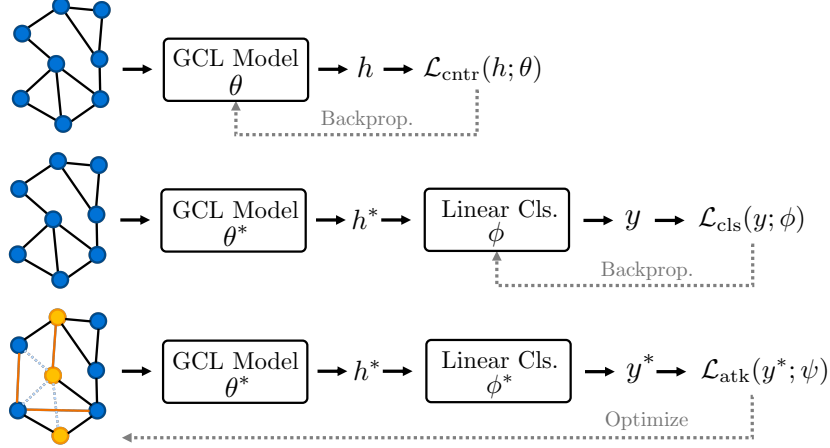 GCL Model
θ
h
ℒcntr(h; θ)
Backprop.
GCL Model
θ*
h*
Linear Cls.
ϕ
y
ℒcls(y; ϕ)
Backprop.
GCL Model
θ*
h*
Linear Cls.
ϕ*
y*
ℒatk(y*; ψ)
Optimize